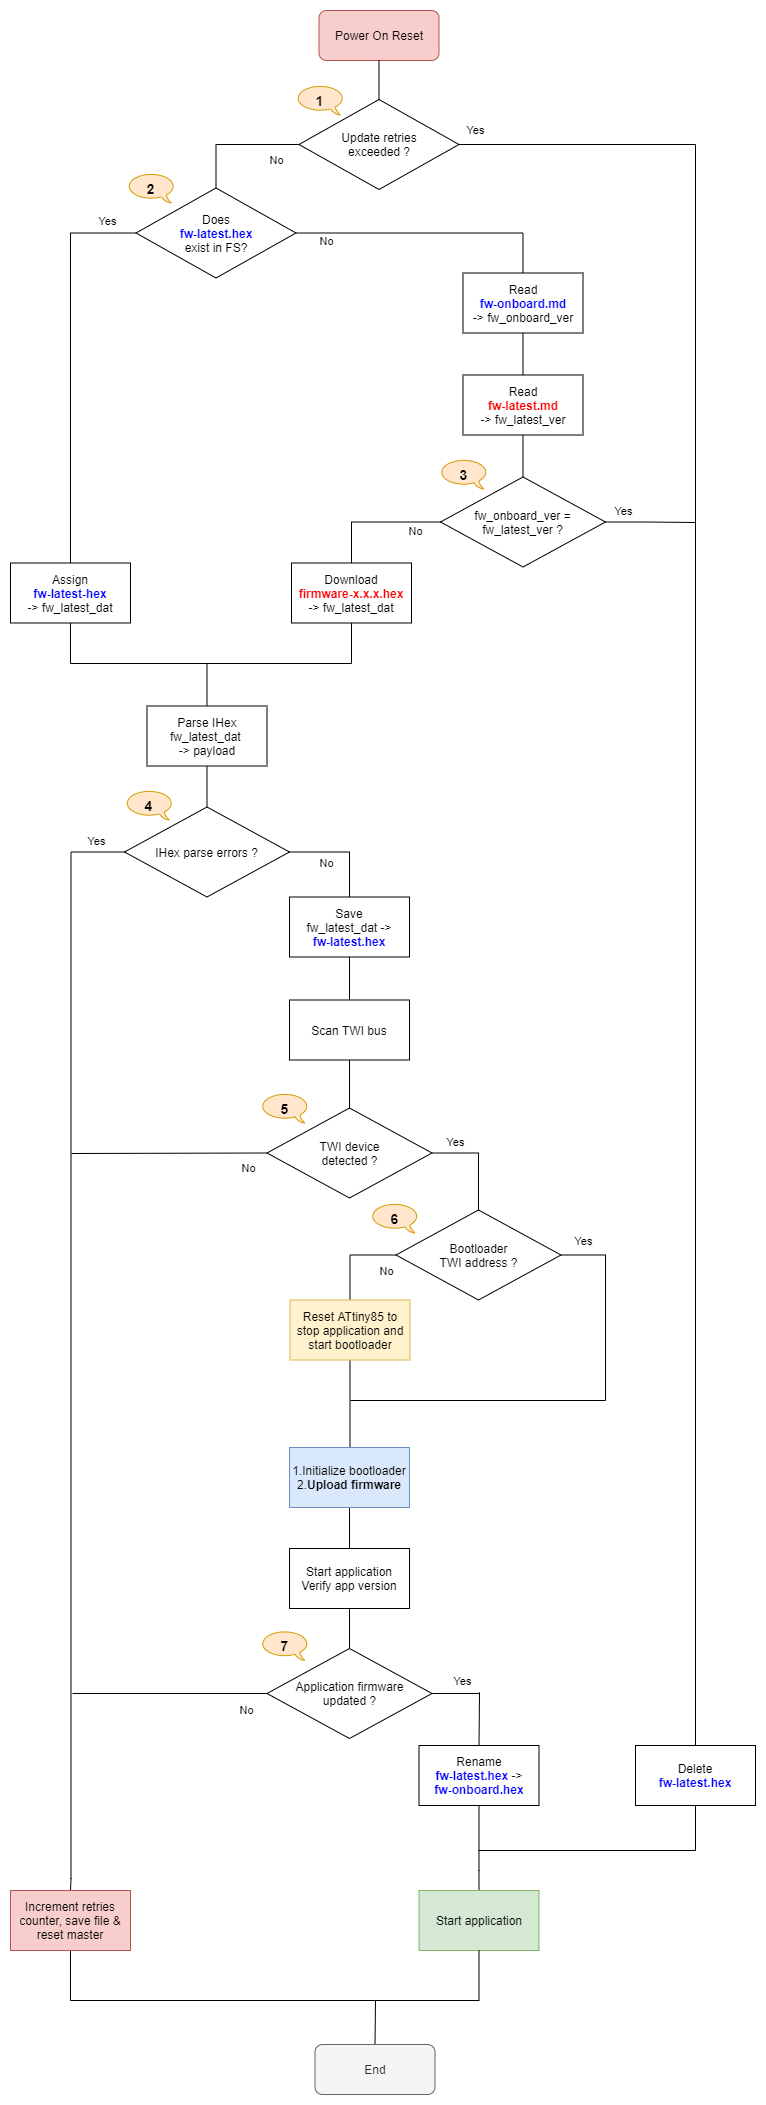 Power On Reset
1
Update retries
exceeded ?
Yes
No
2
Does
fw-latest.hex
exist in FS?
Yes
No
Read
fw-onboard.md
-> fw_onboard_ver
Read
fw-latest.md
-> fw_latest_ver
3
fw_onboard_ver =
fw_latest_ver ?
Yes
No
Assign
fw-latest-hex
-> fw_latest_dat
Download
firmware-x.x.x.hex
-> fw_latest_dat
Parse IHex
fw_latest_dat
-> payload
4
IHex parse errors ?
Yes
No
Save
fw_latest_dat ->
fw-latest.hex
Scan TWI bus
5
TWI device
detected ?
Yes
No
6
Bootloader
TWI address ?
Yes
No
Reset ATtiny85 to
stop application and
start bootloader
1.Initialize bootloader
2.Upload firmware
Start application
Verify app version
7
Application firmware
updated ?
Yes
No
Rename
fw-latest.hex ->
fw-onboard.hex
Delete
fw-latest.hex
Increment retries
counter, save file &
reset master
Start application
End